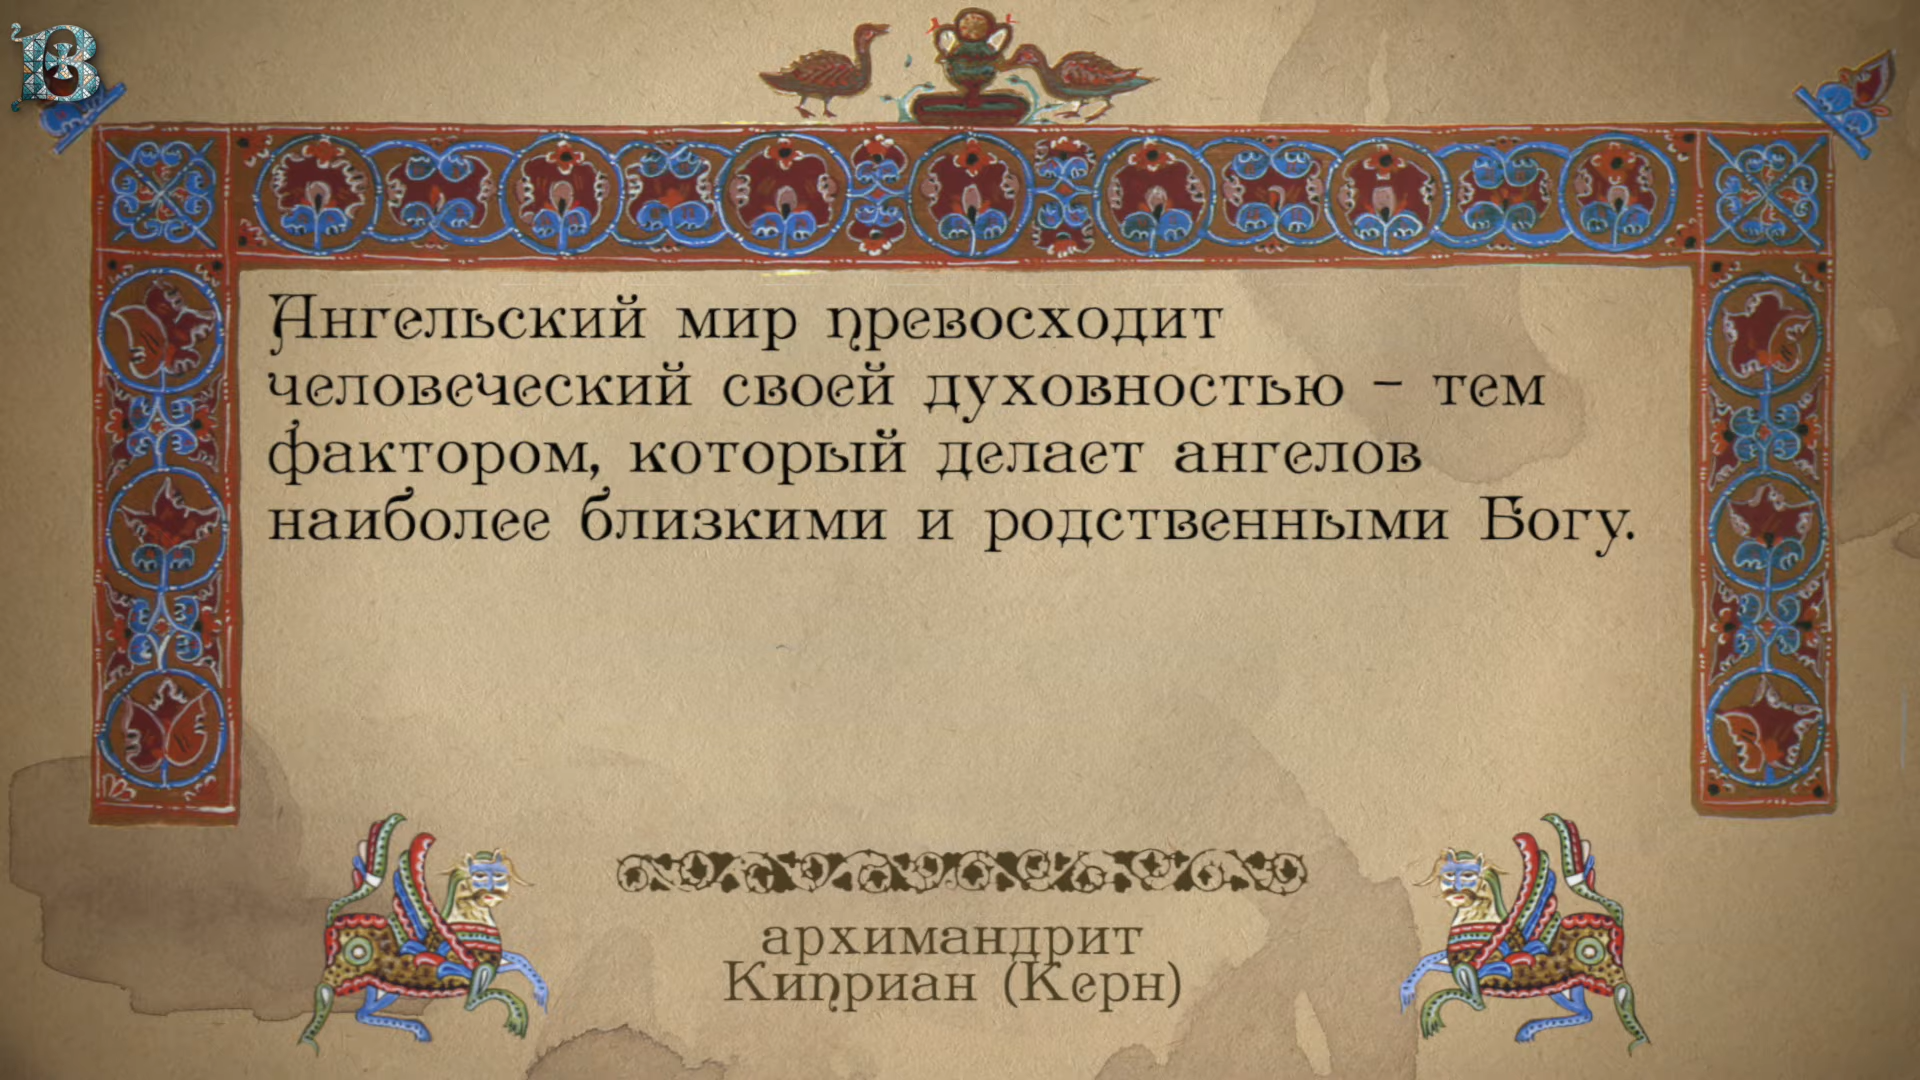 Ангельский мир превосходит
человеческий своей духовностью – тем
фактором, который делает ангелов
наиболее близкими и родственными Богу.
архимандрит
Киприан (Керн)